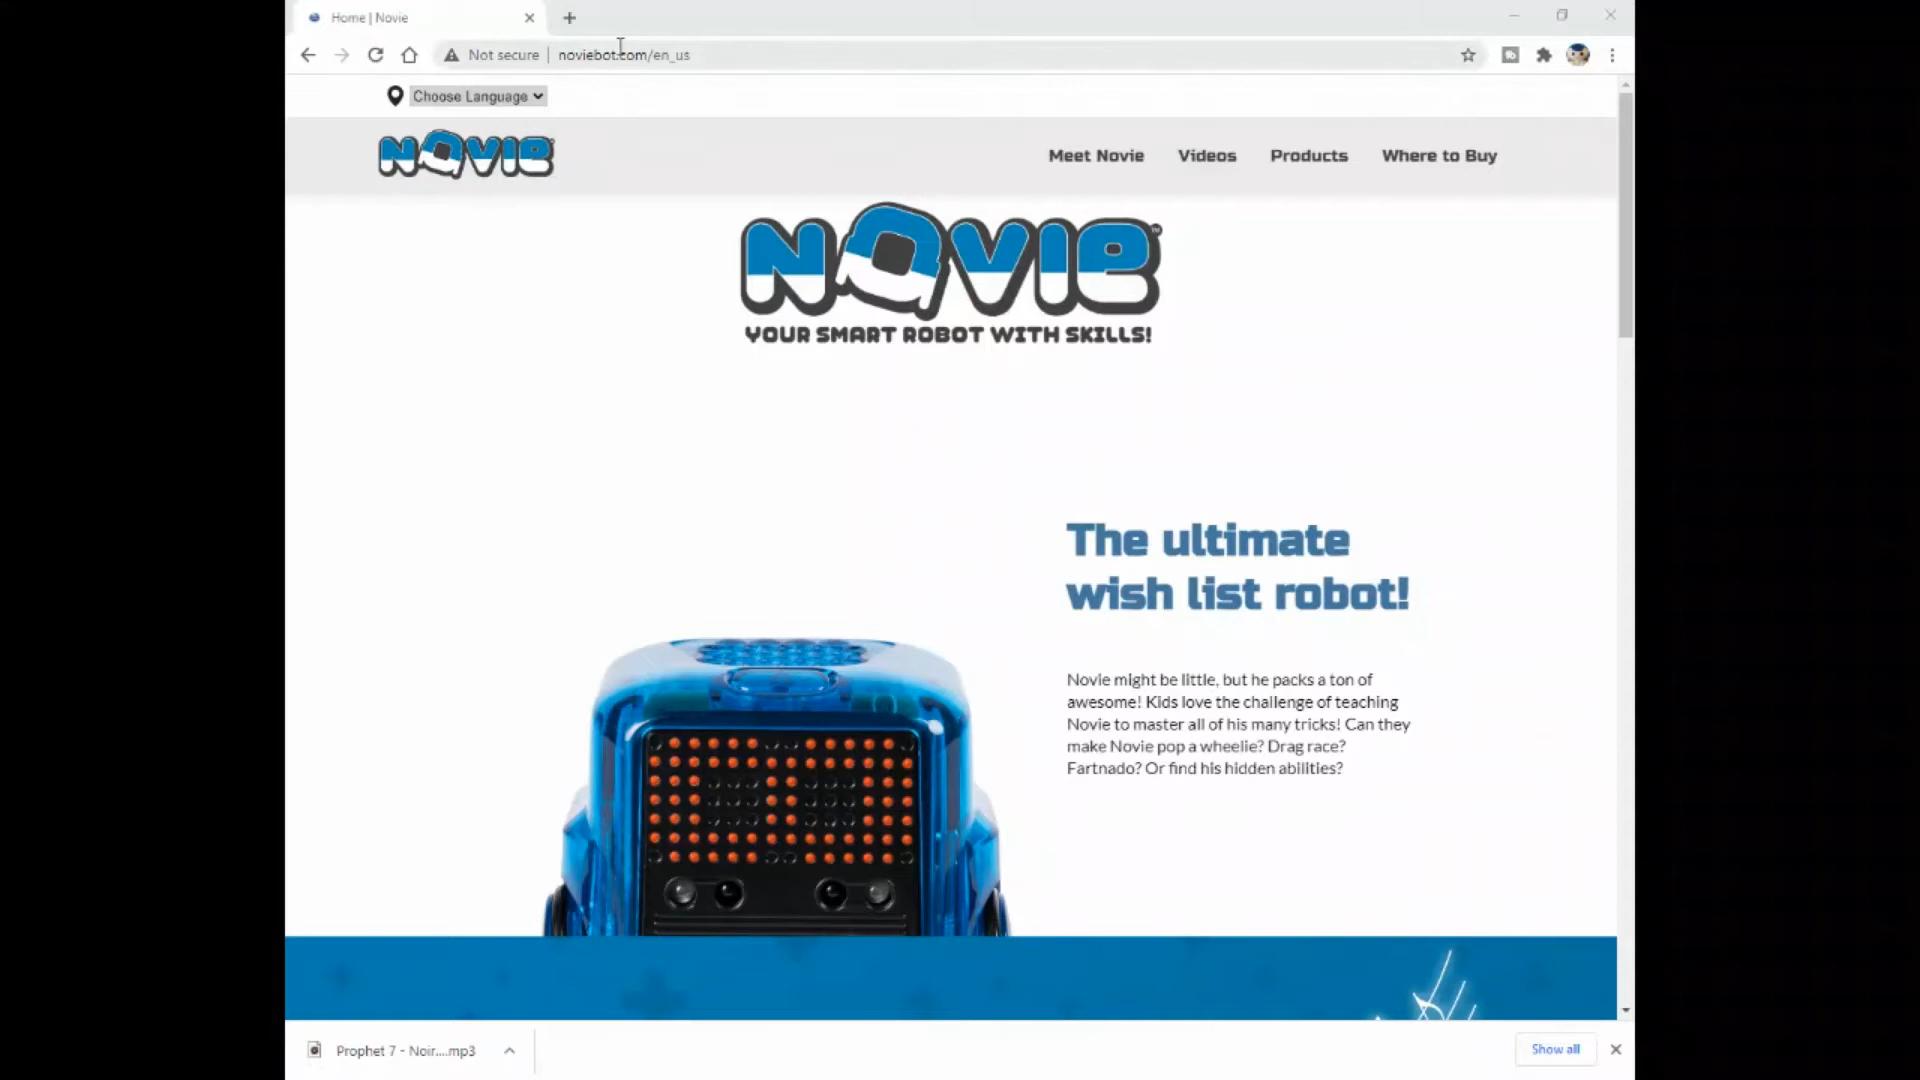 Home | Novie
Not secure
noviebot.com/en_us
Choose Language
NOVIE
Meet Novie
Videos
Products
Where to Buy
NOVIE™
YOUR SMART ROBOT WITH SKILLS!
The ultimate
wish list robot!
Novie might be little, but he packs a ton of
awesome! Kids love the challenge of teaching
Novie to master all of his many tricks! Can they
make Novie pop a wheelie? Drag race?
Fartnado? Or find his hidden abilities?
Prophet 7 - Noir....mp3
Show all